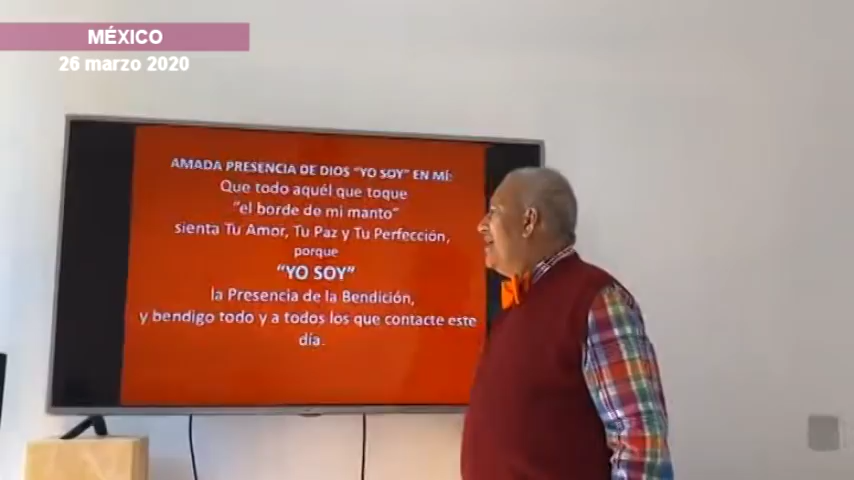 MÉXICO
26 marzo 2020
AMADA PRESENCIA DE DIOS "YO SOY" EN MÍ:
Que todo aquél que toque
"el borde de mi manto"
sienta Tu Amor, Tu Paz y Tu Perfección,
porque
"YO SOY"
la Presencia de la Bendición,
y bendigo todo y a todos los que contacte este
día.